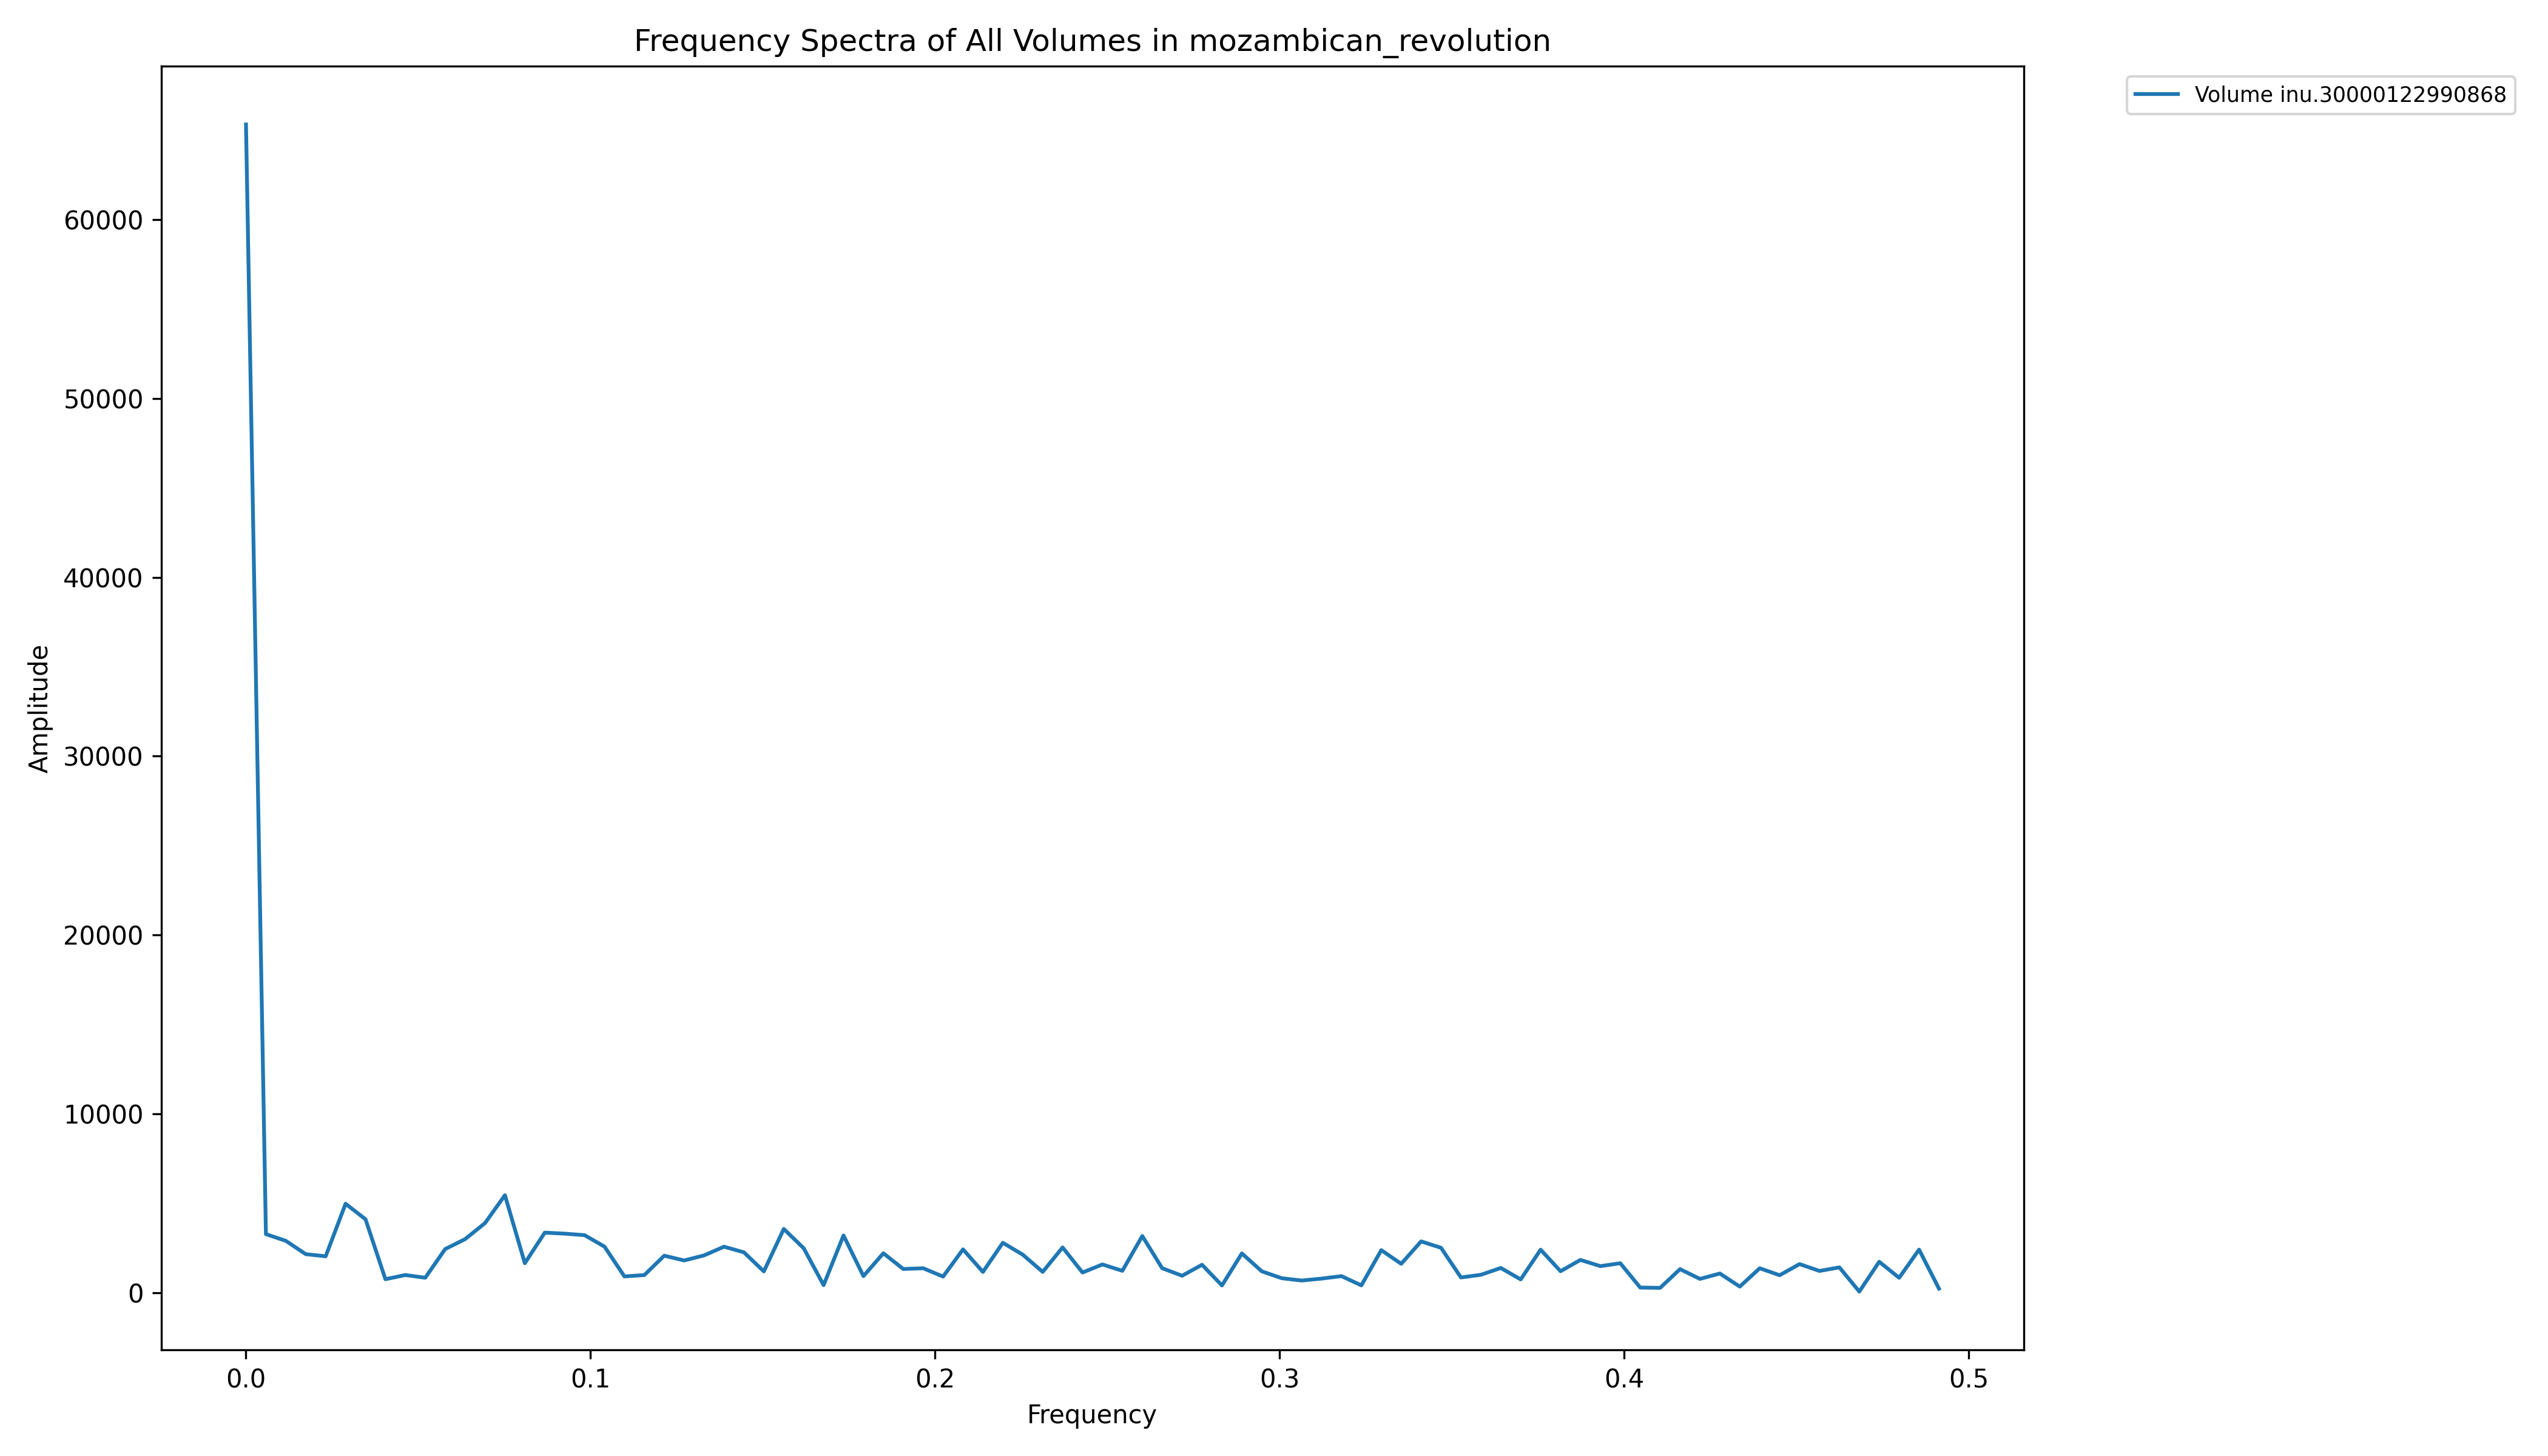 Frequency Spectra of All Volumes in mozambican_revolution
Volume inu.30000122990868
60000
50000
40000
30000
20000
10000
0
Amplitude
0.0 0.1 0.2 0.3 0.4 0.5
Frequency